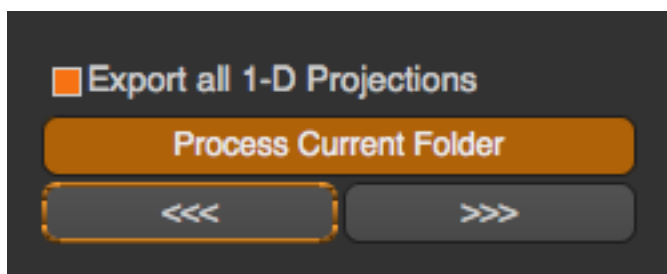 Export all 1-D Projections
Process Current Folder
<<< >>>